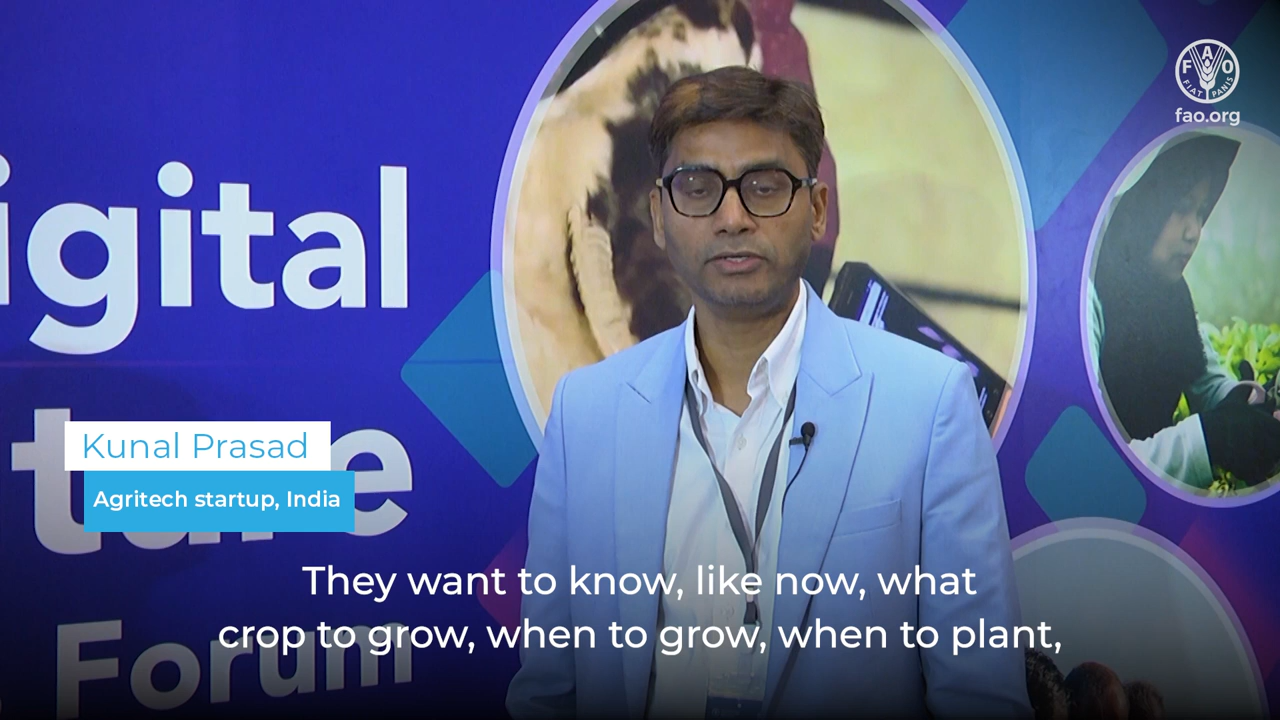 FAO
FIAT PANIS
fao.org
igital
ture
Forum
Kunal Prasad
Agritech startup, India
They want to know, like now, what
crop to grow, when to grow, when to plant,